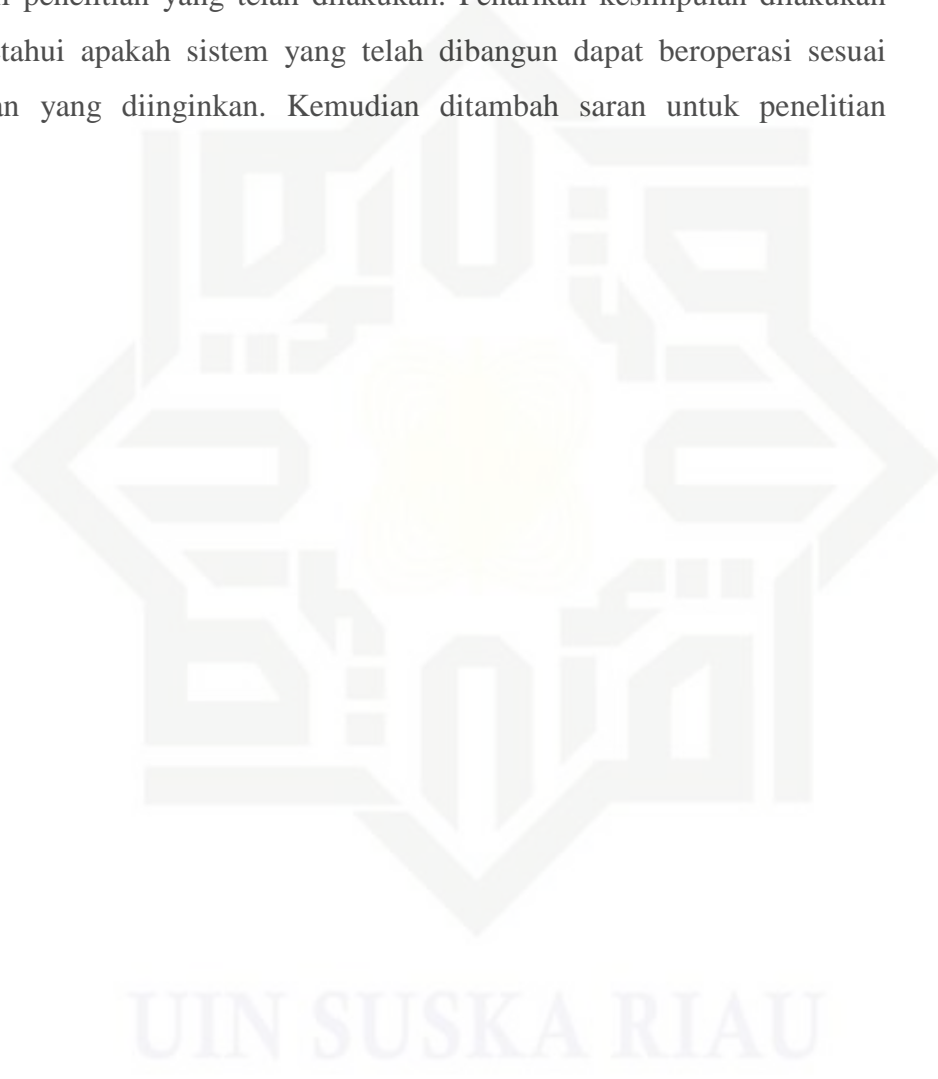 penelitian yang telah dilakukan. Penarikan kesimpulan dilakukan
tahui apakah sistem yang telah dibangun dapat beroperasi sesuai
an yang diinginkan. Kemudian ditambah saran untuk penelitian
UIN SUSKA RIAU